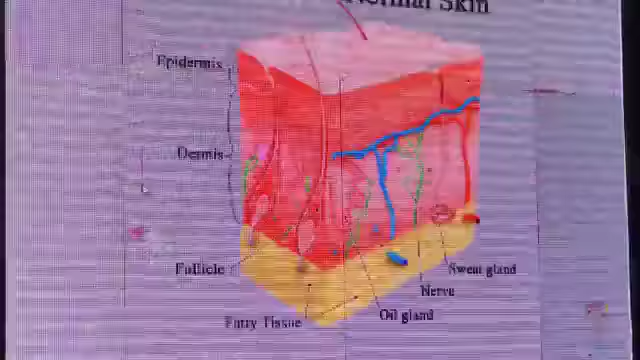 Normal Skin
Epidermis
Dermis
Follicle
Sweat gland
Nerve
Oil gland
Fatty Tissue